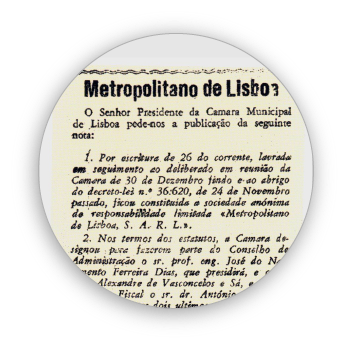 Metropolitano de Lisboa
O Senhor Presidente da Camara Municipal
de Lisboa pede-nos a publicação da seguinte
nota:
1. Por escritura de 26 do corrente, lavrada
em seguimento ao deliberado em reunião da
Camara de 30 de Dezembro findo e ao abrigo
do decreto-lei n.º 36:620, de 24 de Novembro
passado, ficou constituida a sociedade anónima
de responsabilidade limitada «Metropolitano
de Lisboa, S. A. R. L.».
2. Nos termos dos estatutos, a Camara de-
signou para fazerem parte do Conselho de
Administração o sr. prof. eng. José do
mento Ferreira Dias, que presidirá, e
Alexandre de Vasconcelos e Sá, e
Fiscal o sr. dr. António
dois